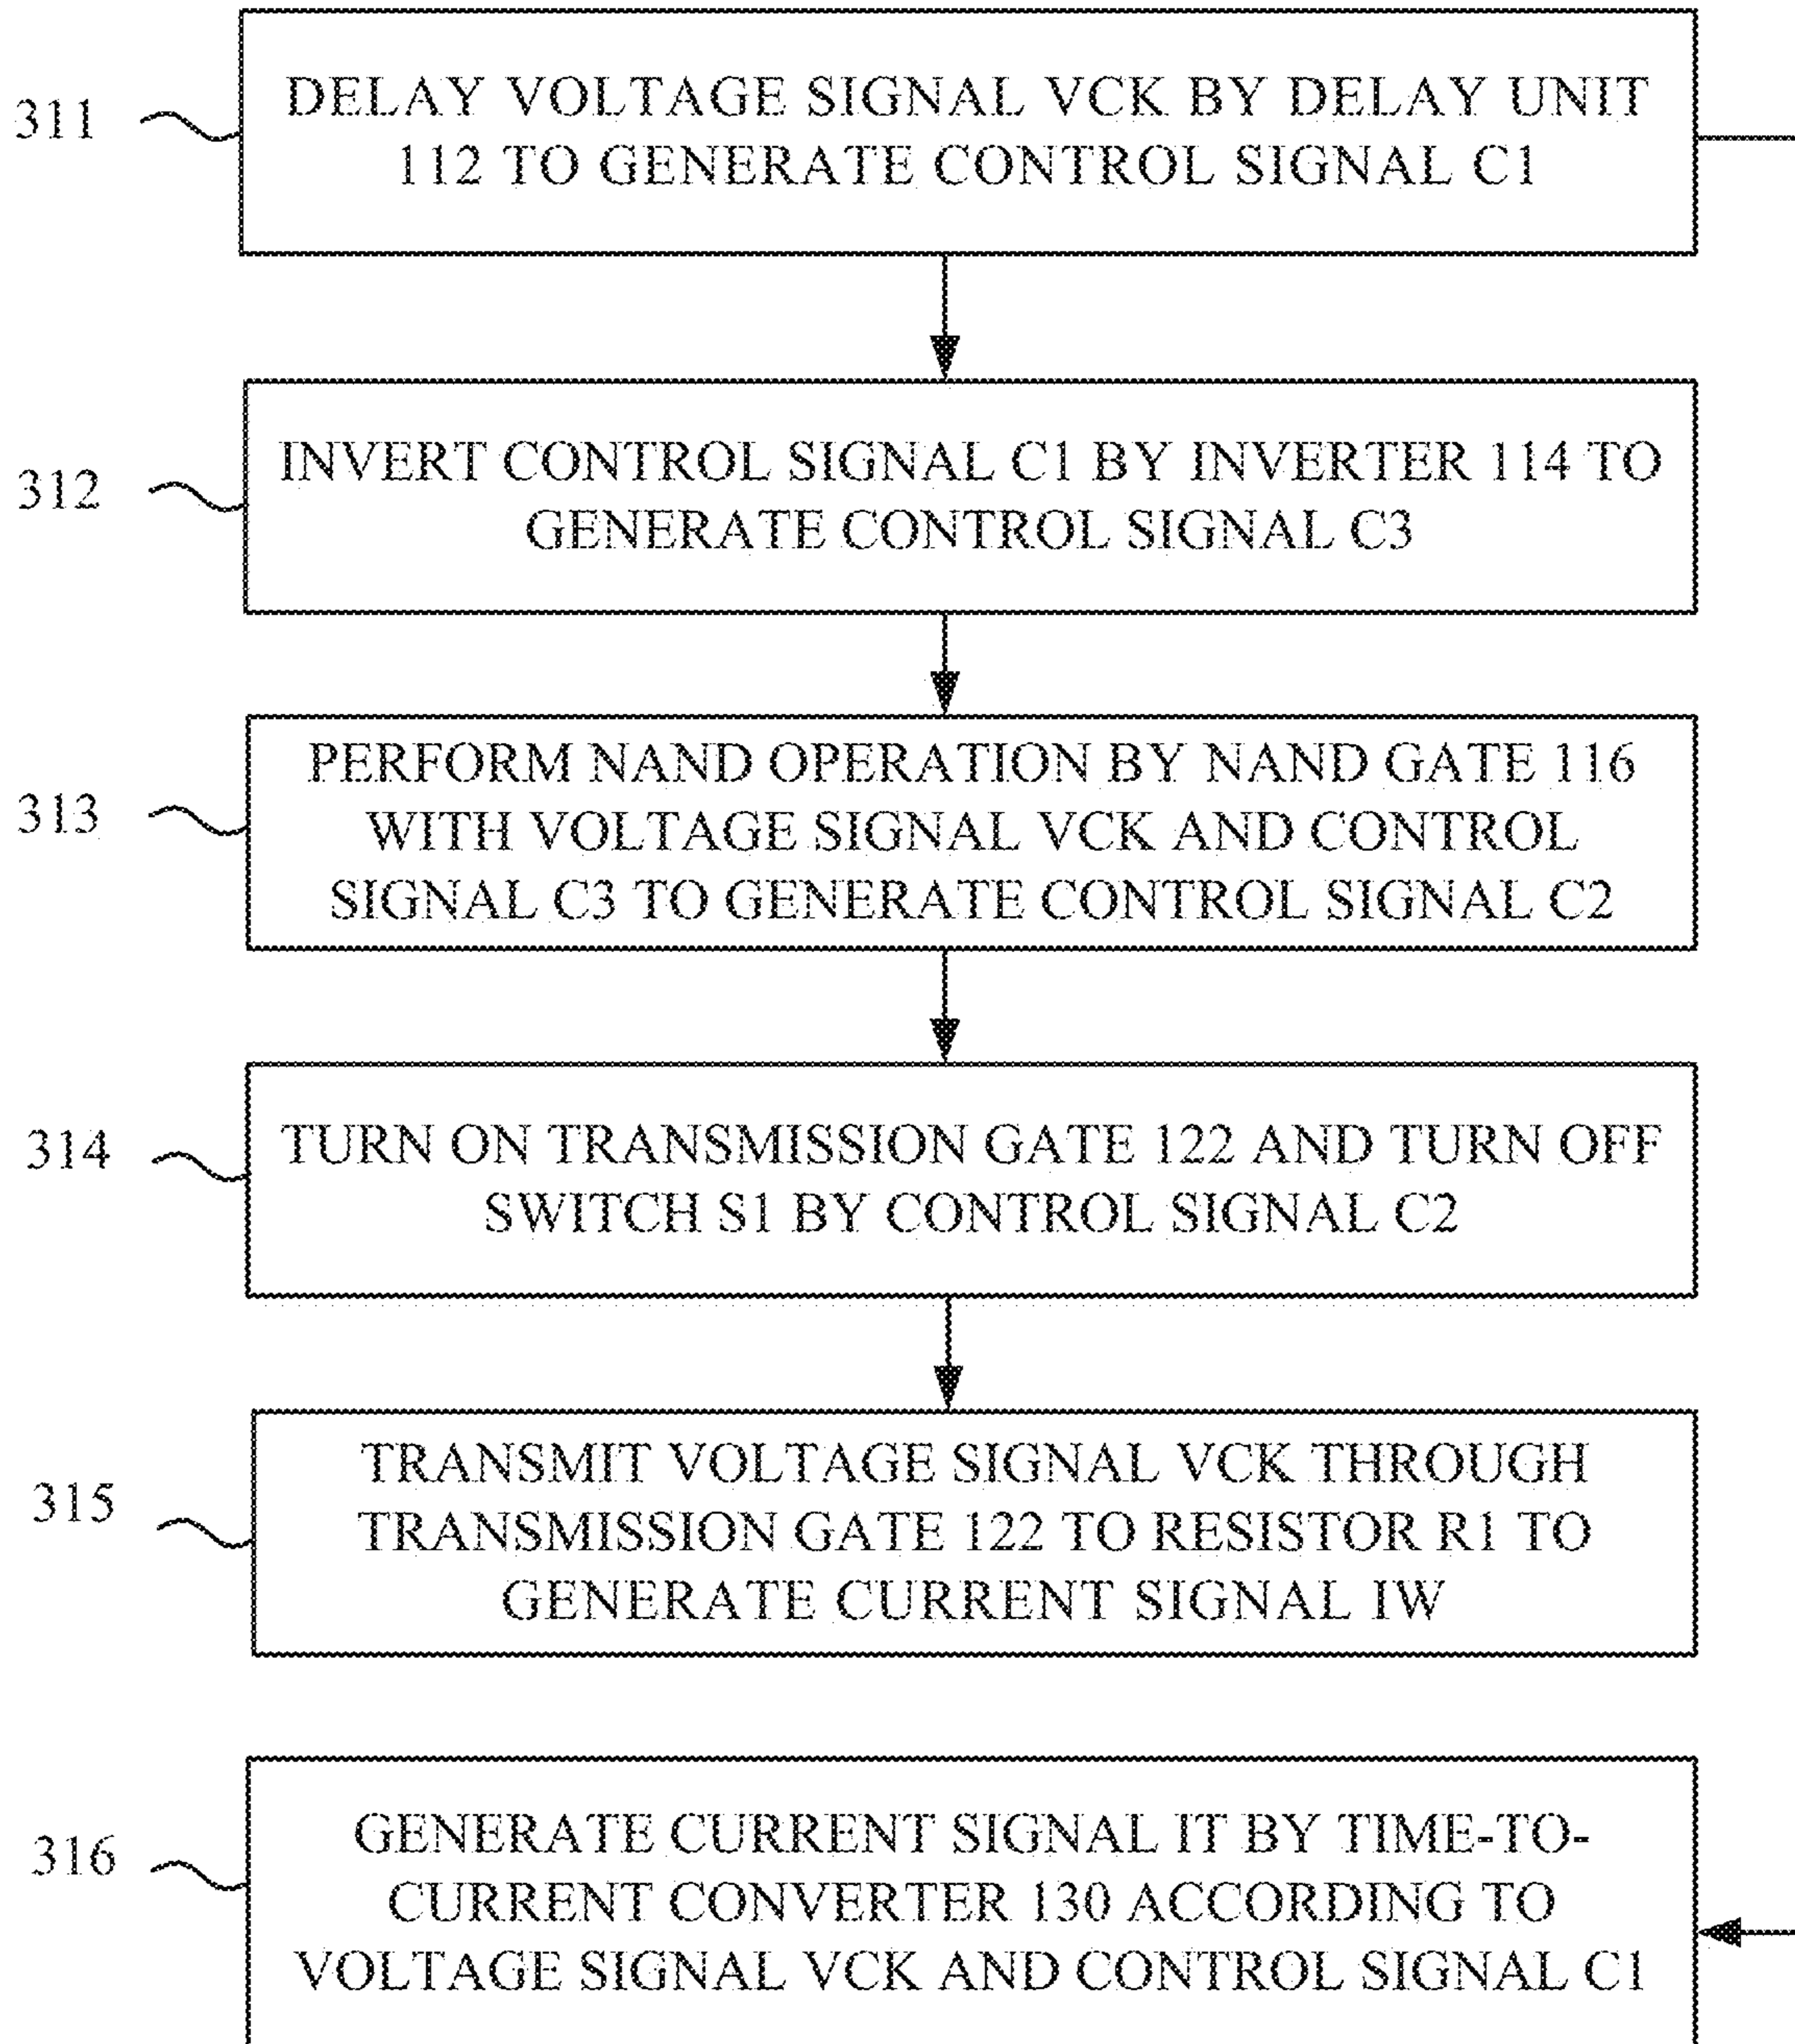 311
DELAY VOLTAGE SIGNAL VCK BY DELAY UNIT
112 TO GENERATE CONTROL SIGNAL C1
312
INVERT CONTROL SIGNAL C1 BY INVERTER 114 TO
GENERATE CONTROL SIGNAL C3
313
PERFORM NAND OPERATION BY NAND GATE 116
WITH VOLTAGE SIGNAL VCK AND CONTROL
SIGNAL C3 TO GENERATE CONTROL SIGNAL C2
314
TURN ON TRANSMISSION GATE 122 AND TURN OFF
SWITCH S1 BY CONTROL SIGNAL C2
315
TRANSMIT VOLTAGE SIGNAL VCK THROUGH
TRANSMISSION GATE 122 TO RESISTOR R1 TO
GENERATE CURRENT SIGNAL IW
316
GENERATE CURRENT SIGNAL IT BY TIME-TO-
CURRENT CONVERTER 130 ACCORDING TO
VOLTAGE SIGNAL VCK AND CONTROL SIGNAL C1